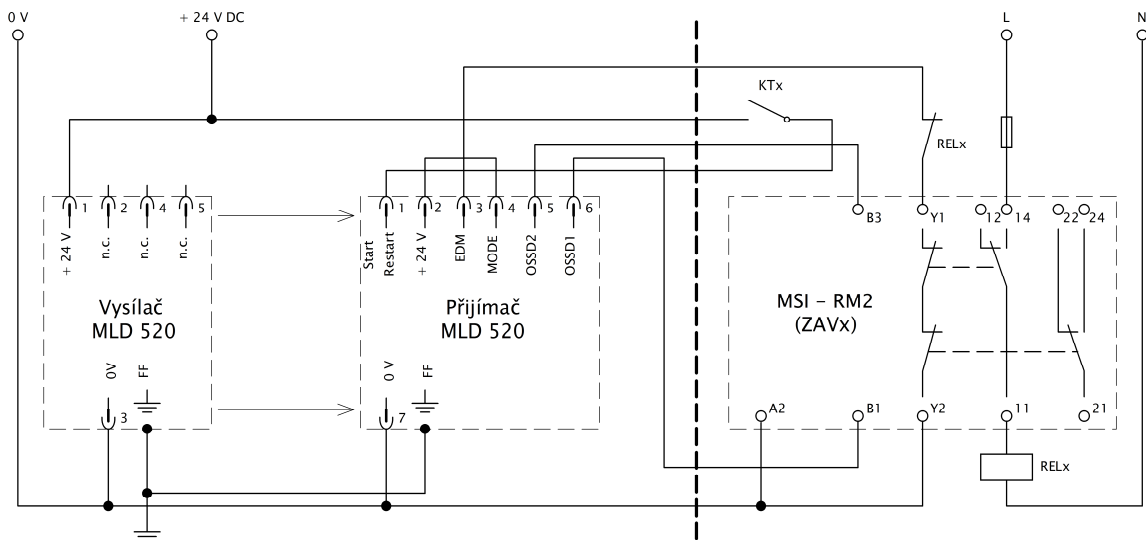 0 V
+ 24 V DC
L
N
KTx
RELx
1
2
4
5
1
2
3
4
5
6
B3
Y1
12
14
22
24
+ 24 V
n.c.
n.c.
n.c.
Start
Restart
+ 24 V
EDM
MODE
OSSD2
OSSD1
Vysílač
MLD 520
Přijímač
MLD 520
MSI - RM2
(ZAVx)
0V
FF
0 V
FF
3
7
A2
B1
Y2
11
21
RELx